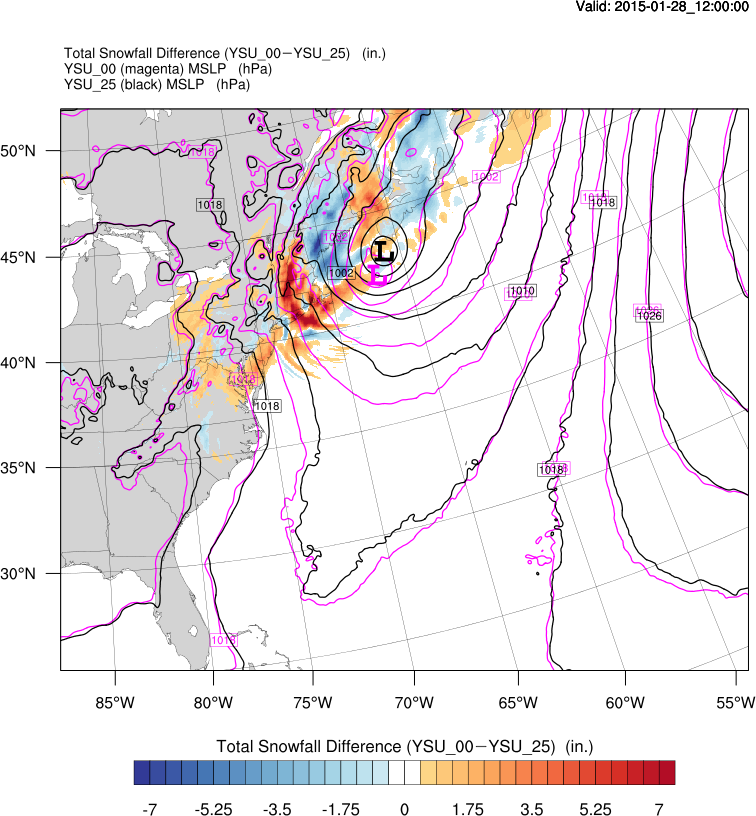 Valid: 2015-01-28_12:00:00
Total Snowfall Difference (YSU_00−YSU_25) (in.)
YSU_00 (magenta) MSLP (hPa)
YSU_25 (black) MSLP (hPa)
50°N
45°N
40°N
35°N
30°N
1018
1002
1018
1018
1018
1002
L
1002
L
1010
1026
1026
1018
1018
1018
1018
85°W 80°W 75°W 70°W 65°W 60°W 55°W
Total Snowfall Difference (YSU_00−YSU_25) (in.)
-7 -5.25 -3.5 -1.75 0 1.75 3.5 5.25 7